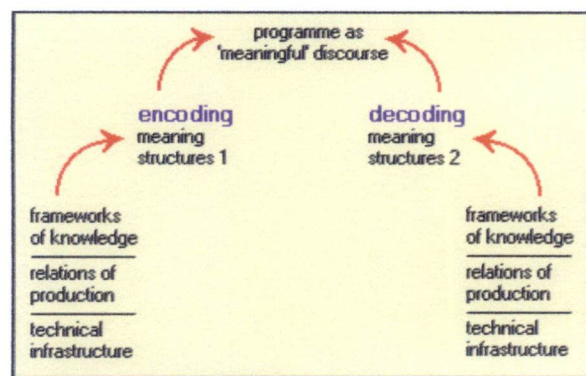 programme as
'meaningful' discourse
encoding
meaning
structures 1
decoding
meaning
structures 2
frameworks
of knowledge
relations of
production
technical
infrastructure
frameworks
of knowledge
relations of
production
technical
infrastructure